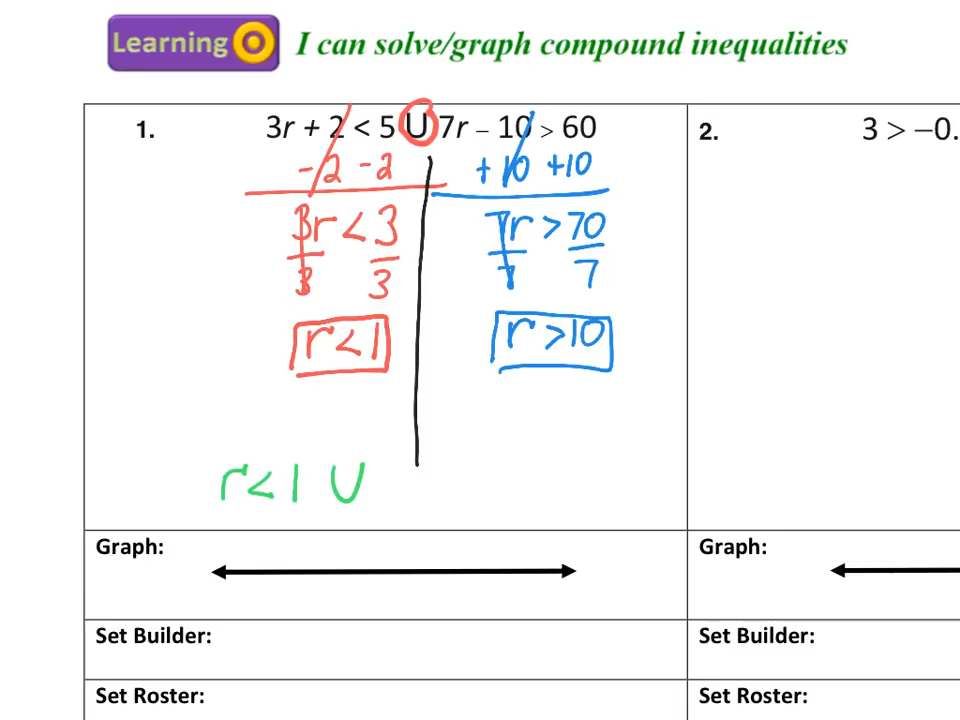 Learning I can solve/graph compound inequalities
1. 3r + 2 < 5 U 7r – 10 > 60
-2 -2 +10 +10
3r < 3 7r > 70
3 3 7 7
r < 1 r > 10
r < 1 U
Graph:
Set Builder:
Set Roster:
2. 3 > –0.
Graph:
Set Builder:
Set Roster: